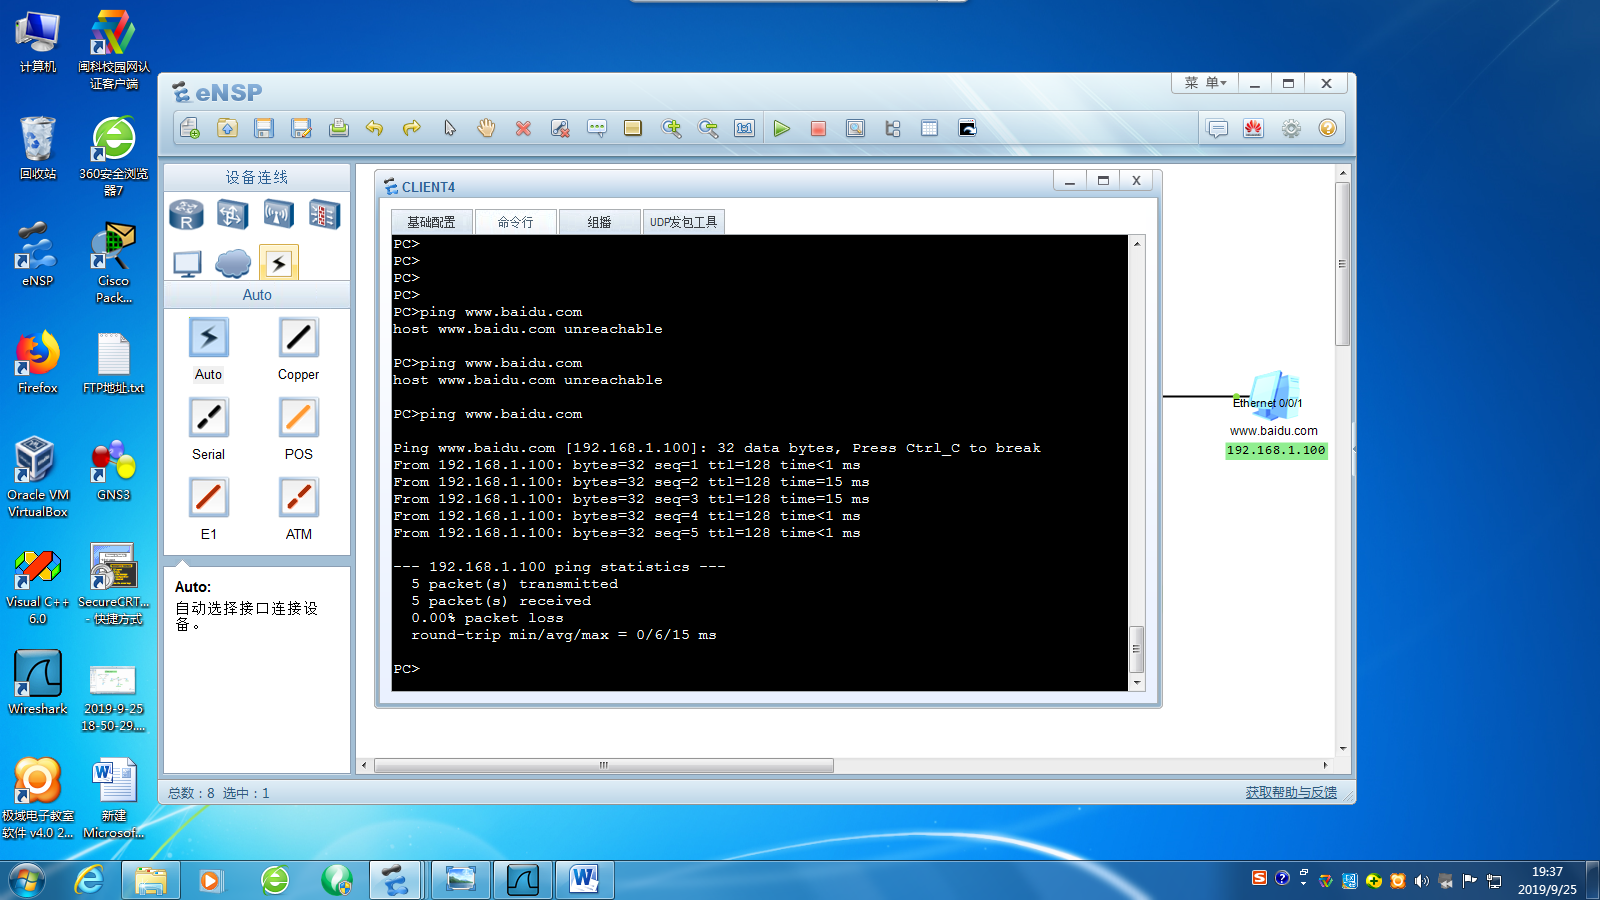 计算机
闽科校园网认
证客户端
回收站
360安全浏览
器7
eNSP
Cisco
Pack...
Firefox
FTP地址.txt
Oracle VM
VirtualBox
GNS3
Visual C++
6.0
SecureCRT...
- 快捷方式
Wireshark
2019-9-25
18-50-29....
极域电子教室
软件 v4.0 2...
新建
Microsof...
eNSP
菜 单
设备连线
R
Auto
Auto
Copper
Serial
POS
E1
ATM
Auto:
自动选择接口连接设
备。
总数：8 选中：1
获取帮助与反馈
CLIENT4
基础配置
命令行
组播
UDP发包工具
PC>
PC>
PC>
PC>
PC>ping www.baidu.com
host www.baidu.com unreachable
PC>ping www.baidu.com
host www.baidu.com unreachable
PC>ping www.baidu.com
Ping www.baidu.com [192.168.1.100]: 32 data bytes, Press Ctrl_C to break
From 192.168.1.100: bytes=32 seq=1 ttl=128 time<1 ms
From 192.168.1.100: bytes=32 seq=2 ttl=128 time=15 ms
From 192.168.1.100: bytes=32 seq=3 ttl=128 time=15 ms
From 192.168.1.100: bytes=32 seq=4 ttl=128 time<1 ms
From 192.168.1.100: bytes=32 seq=5 ttl=128 time<1 ms
--- 192.168.1.100 ping statistics ---
5 packet(s) transmitted
5 packet(s) received
0.00% packet loss
round-trip min/avg/max = 0/6/15 ms
PC>
Ethernet 0/0/1
www.baidu.com
192.168.1.100
19:37
2019/9/25